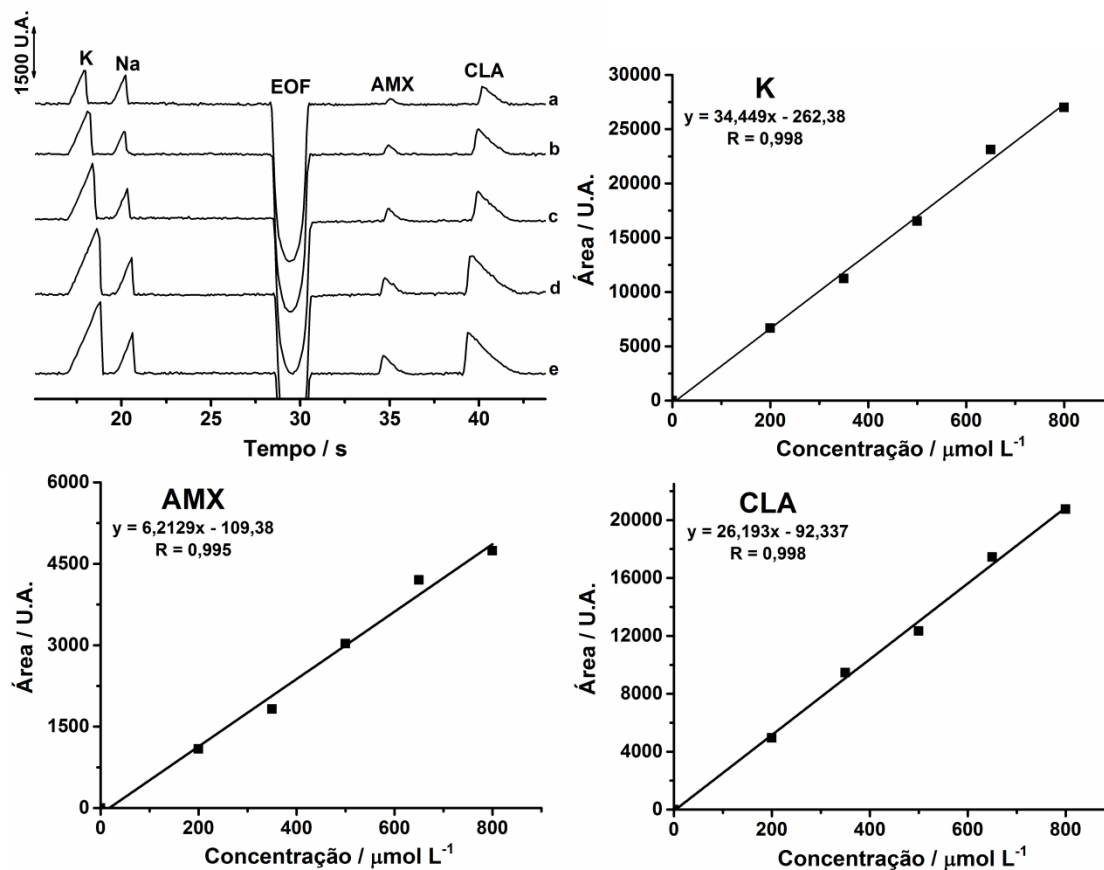 1500 U.A.
K
Na
EOF
AMX
CLA
a
b
c
d
e
20
25
30
35
40
Tempo / s
K
y = 34,449x - 262,38
R = 0,998
30000
25000
20000
15000
10000
5000
0
Área / U.A.
0
200
400
600
800
Concentração / μmol L⁻¹
AMX
y = 6,2129x - 109,38
R = 0,995
6000
4500
3000
1500
0
Área / U.A.
0
200
400
600
800
Concentração / μmol L⁻¹
CLA
y = 26,193x - 92,337
R = 0,998
20000
16000
12000
8000
4000
0
Área / U.A.
0
200
400
600
800
Concentração / μmol L⁻¹